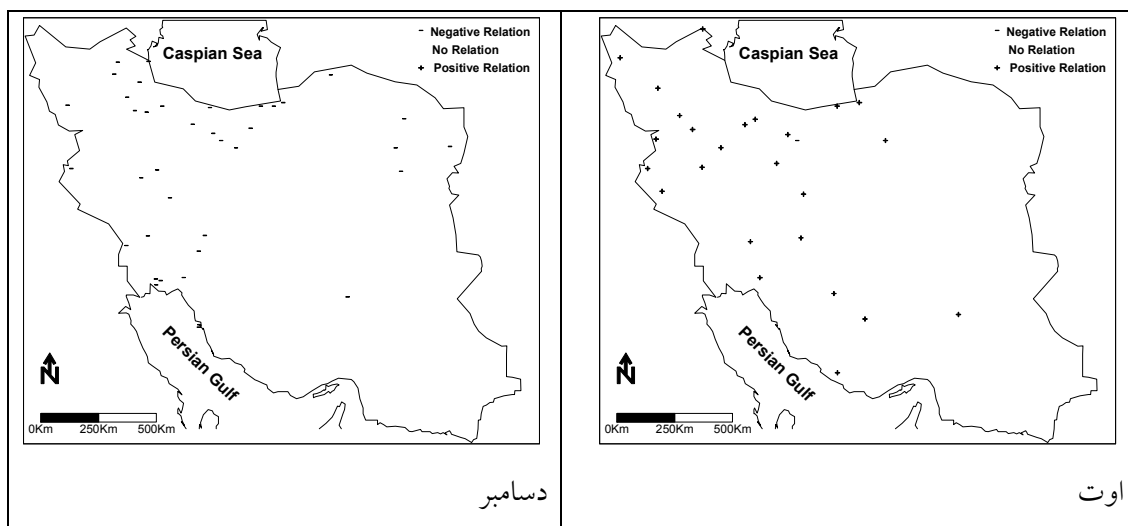 Caspian Sea
- Negative Relation
No Relation
+ Positive Relation
Persian Gulf
N
0Km 250Km 500Km
دسامبر
Caspian Sea
- Negative Relation
No Relation
+ Positive Relation
Persian Gulf
N
0Km 250Km 500Km
اوت